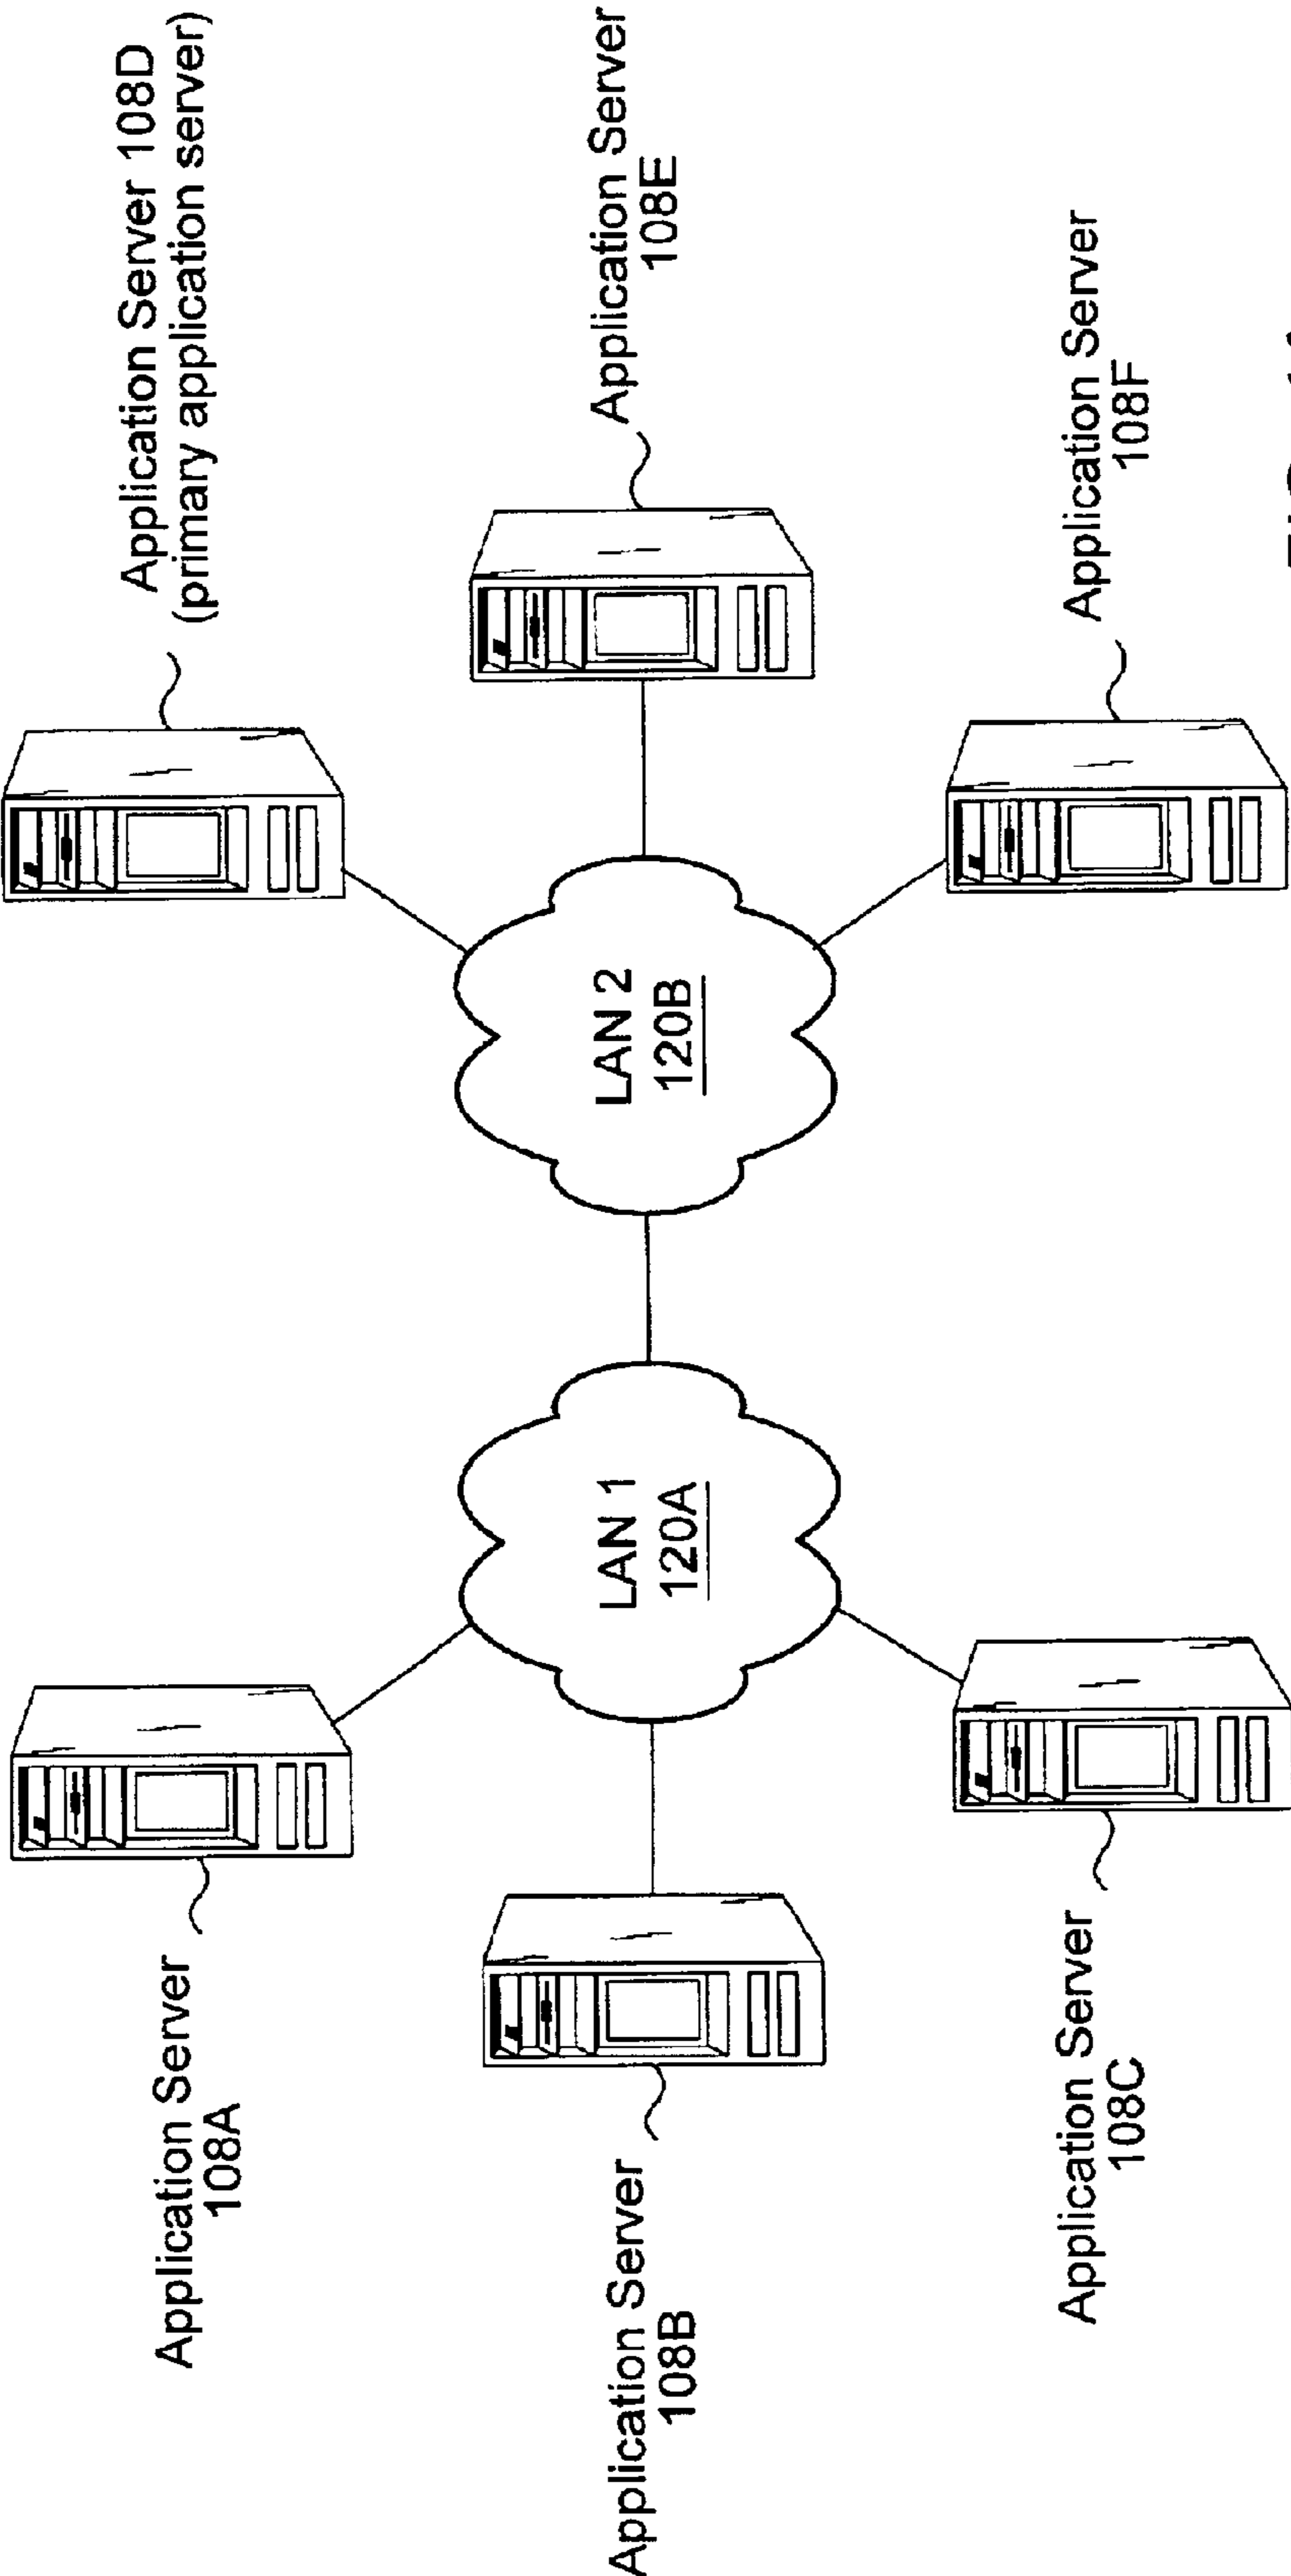 Application Server
108A
Application Server
108B
Application Server
108C
LAN 1
120A
LAN 2
120B
Application Server 108D
(primary application server)
Application Server
108E
Application Server
108F